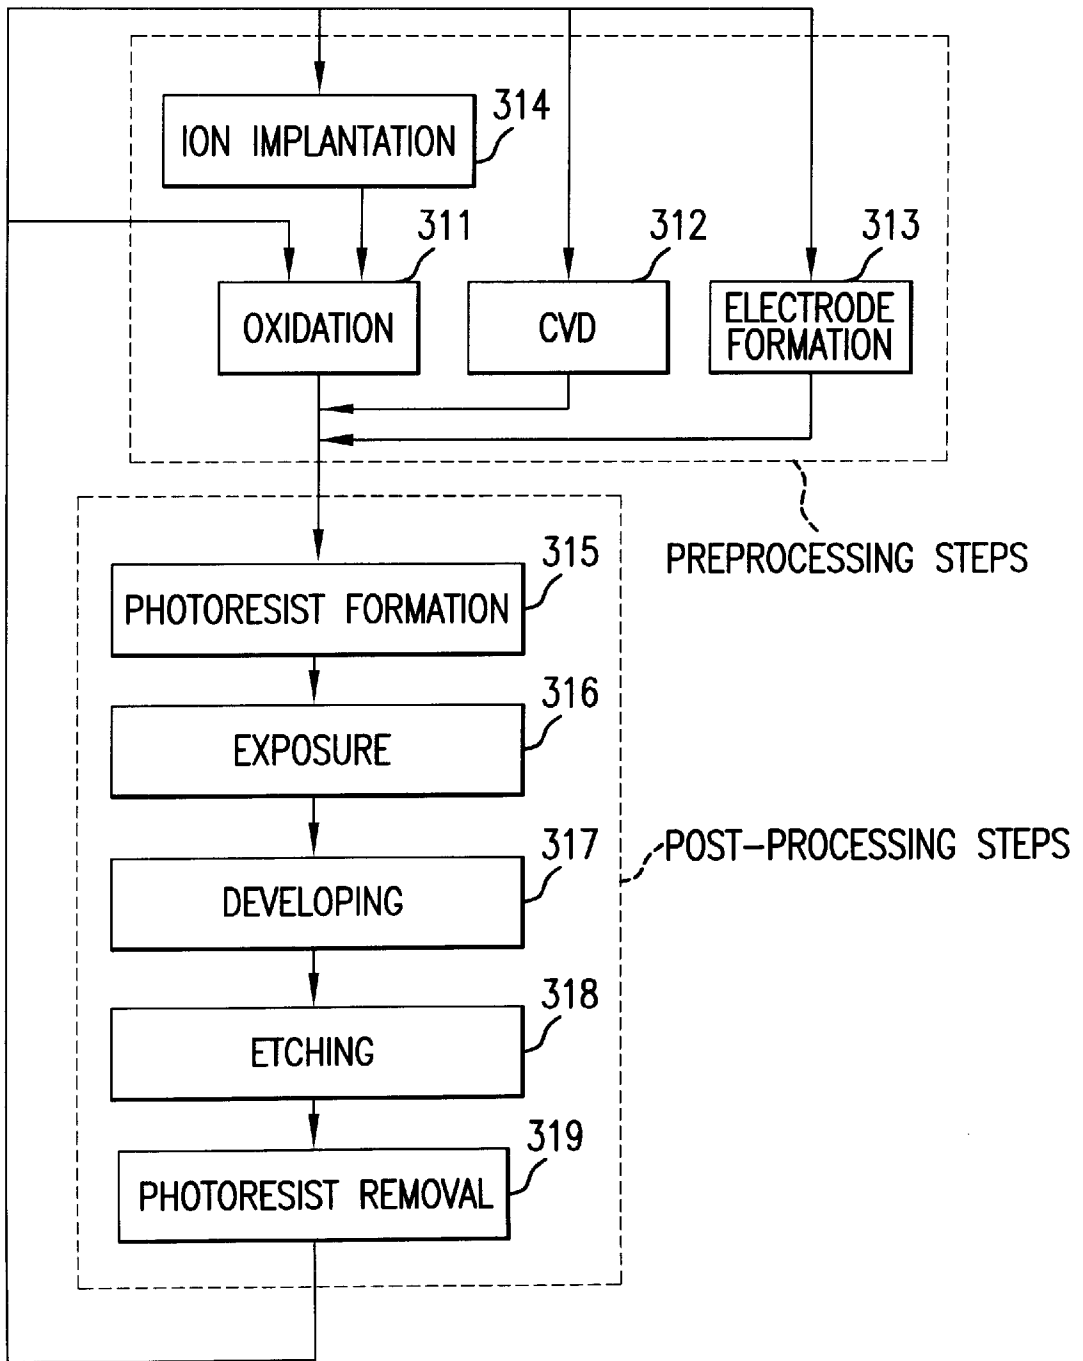 314
ION IMPLANTATION
311
312
313
OXIDATION
CVD
ELECTRODE
FORMATION
PREPROCESSING STEPS
315
PHOTORESIST FORMATION
316
EXPOSURE
317
POST-PROCESSING STEPS
DEVELOPING
318
ETCHING
319
PHOTORESIST REMOVAL